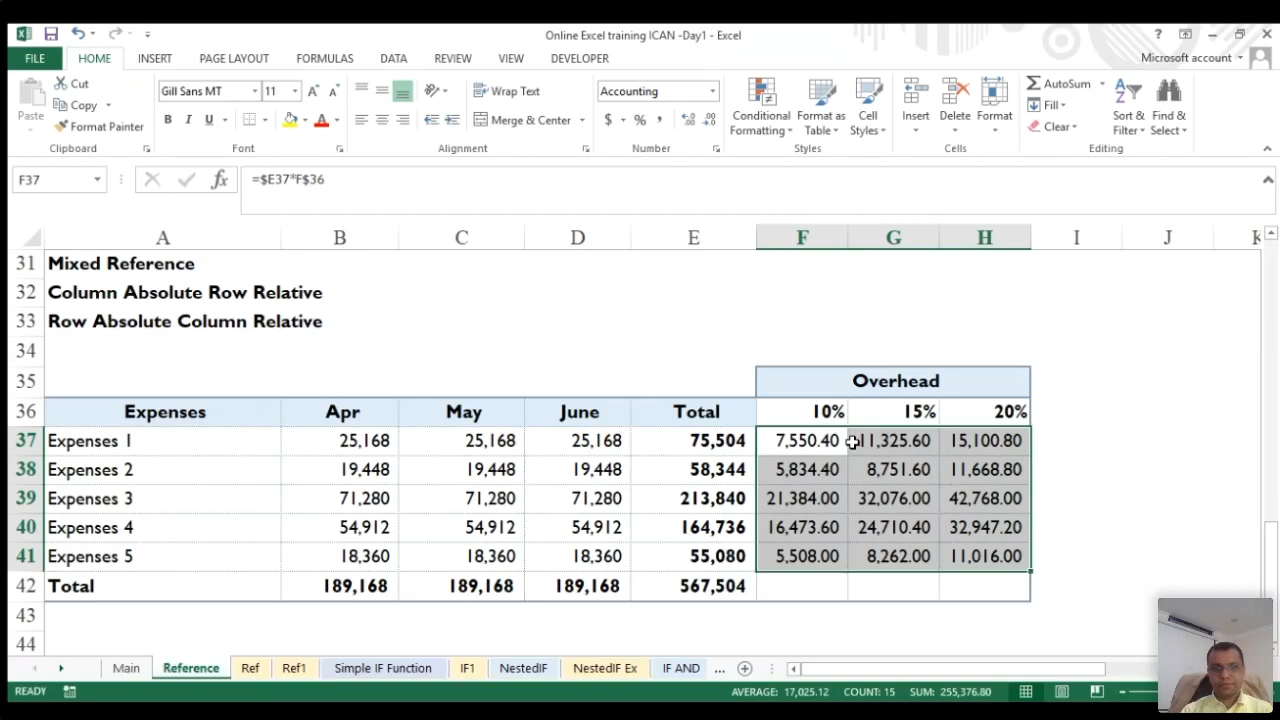 Online Excel training ICAN -Day1 - Excel
FILE HOME INSERT PAGE LAYOUT FORMULAS DATA REVIEW VIEW DEVELOPER Microsoft account
Cut
Copy
Format Painter
Paste
Clipboard
Gill Sans MT 11
B I U
Font
Wrap Text
Merge & Center
Alignment
Accounting
$ % ,
Number
Conditional Formatting
Format as Table
Cell Styles
Styles
Insert Delete Format
Cells
AutoSum
Fill
Clear
Sort & Filter
Find & Select
Editing
F37 fx =$E37*F$36
A B C D E F G H I J K
31 Mixed Reference
32 Column Absolute Row Relative
33 Row Absolute Column Relative
34
35 Overhead
36 Expenses Apr May June Total 10% 15% 20%
37 Expenses 1 25,168 25,168 25,168 75,504 7,550.40 11,325.60 15,100.80
38 Expenses 2 19,448 19,448 19,448 58,344 5,834.40 8,751.60 11,668.80
39 Expenses 3 71,280 71,280 71,280 213,840 21,384.00 32,076.00 42,768.00
40 Expenses 4 54,912 54,912 54,912 164,736 16,473.60 24,710.40 32,947.20
41 Expenses 5 18,360 18,360 18,360 55,080 5,508.00 8,262.00 11,016.00
42 Total 189,168 189,168 189,168 567,504
43
44
Main Reference Ref Ref1 Simple IF Function IF1 NestedIF NestedIF Ex IF AND ...
READY AVERAGE: 17,025.12 COUNT: 15 SUM: 255,376.80